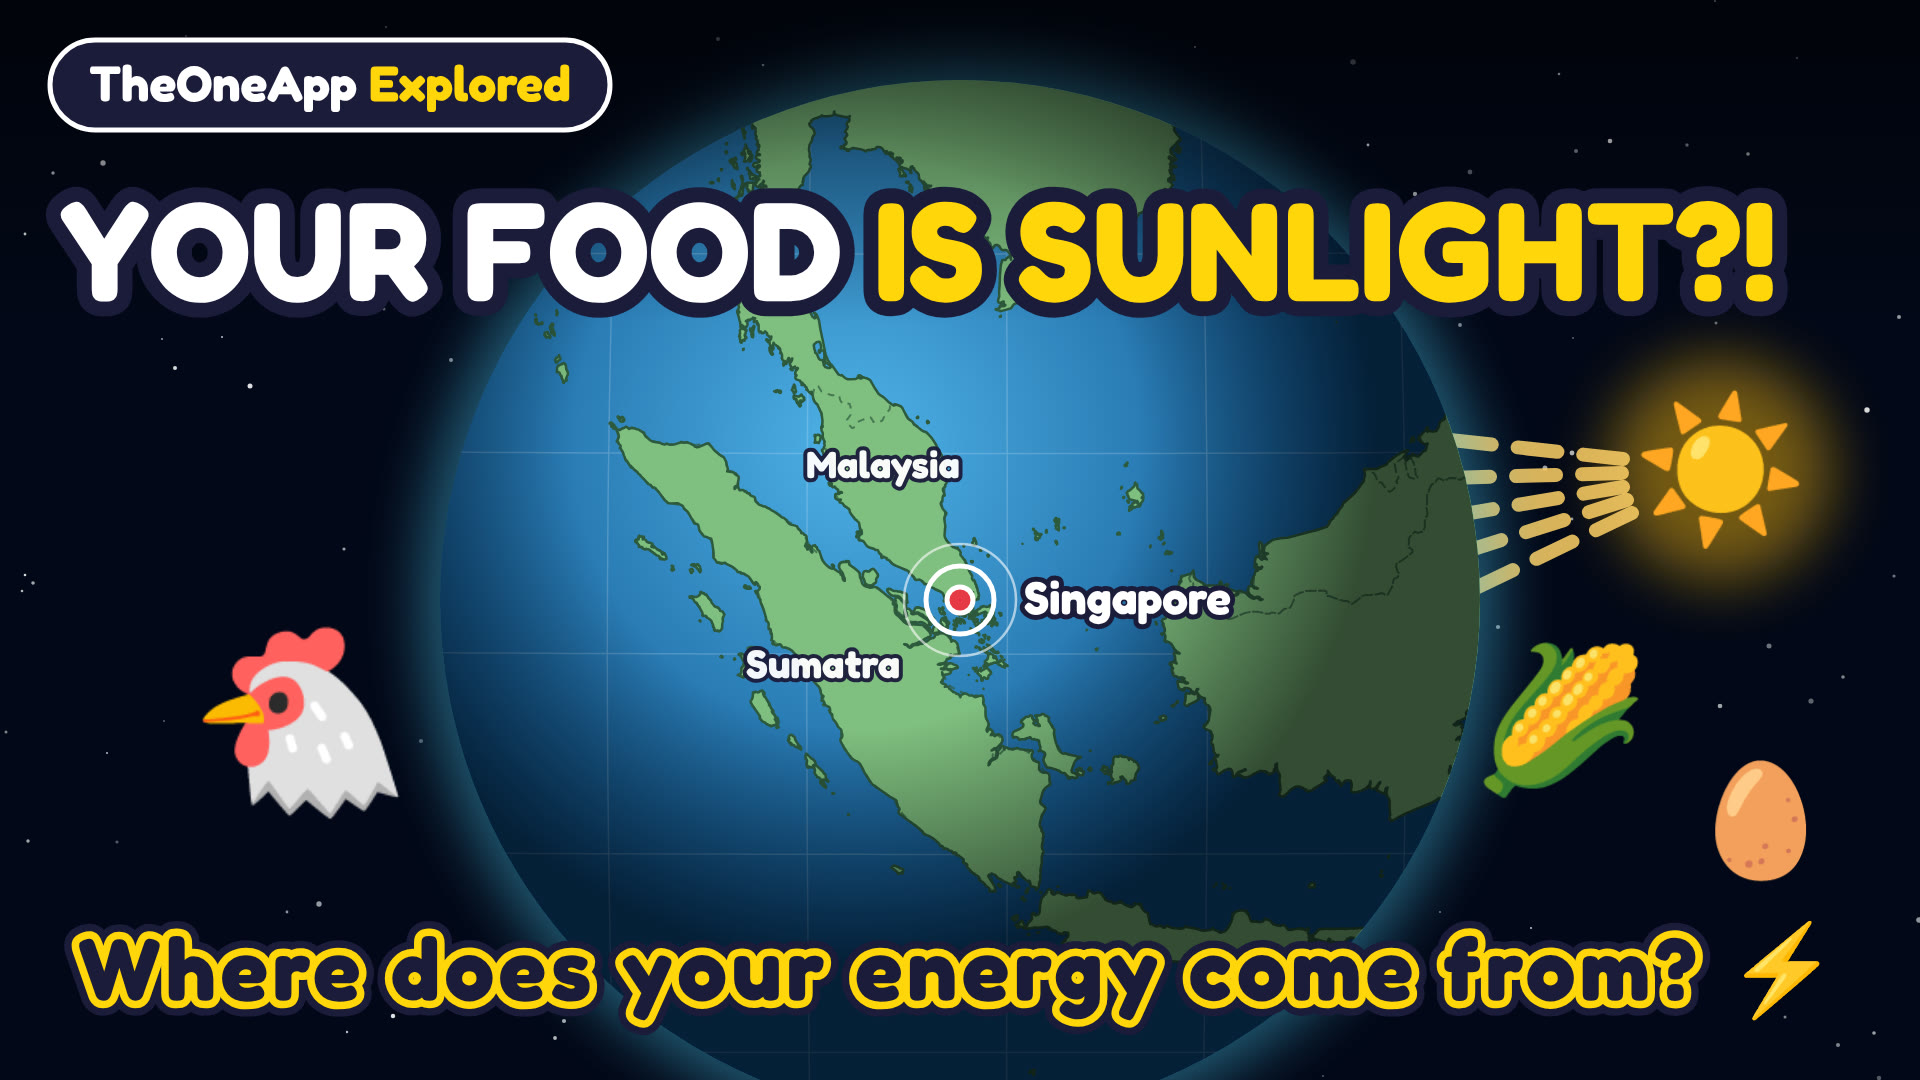 TheOneApp Explored
YOUR FOOD IS SUNLIGHT?!
Malaysia
Singapore
Sumatra
Where does your energy come from?